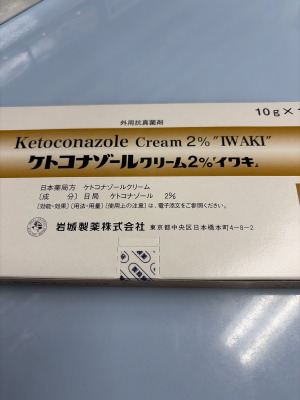 外用抗真菌剤
10g×
Ketoconazole Cream 2% "IWAKI"
ケトコナゾールクリーム2%「イワキ」
日本薬局方 ケトコナゾールクリーム
〔成 分〕日局 ケトコナゾール 2%
〔効能・効果〕〔用法・用量〕〔使用上の注意〕は、電子添文をご参照ください。
岩城製薬株式会社 東京都中央区日本橋本町4-8-2